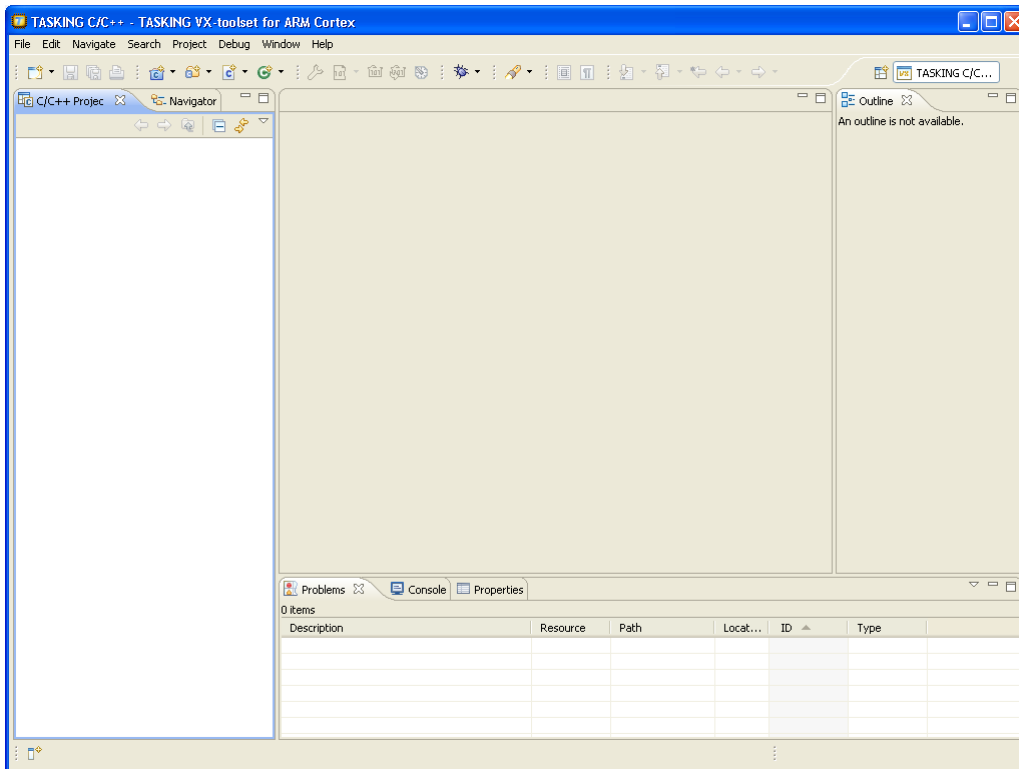 TASKING C/C++ - TASKING VX-toolset for ARM Cortex
File Edit Navigate Search Project Debug Window Help
TASKING C/C...
C/C++ Projec
Navigator
Outline
An outline is not available.
Problems
Console
Properties
0 items
Description Resource Path Locat... ID Type